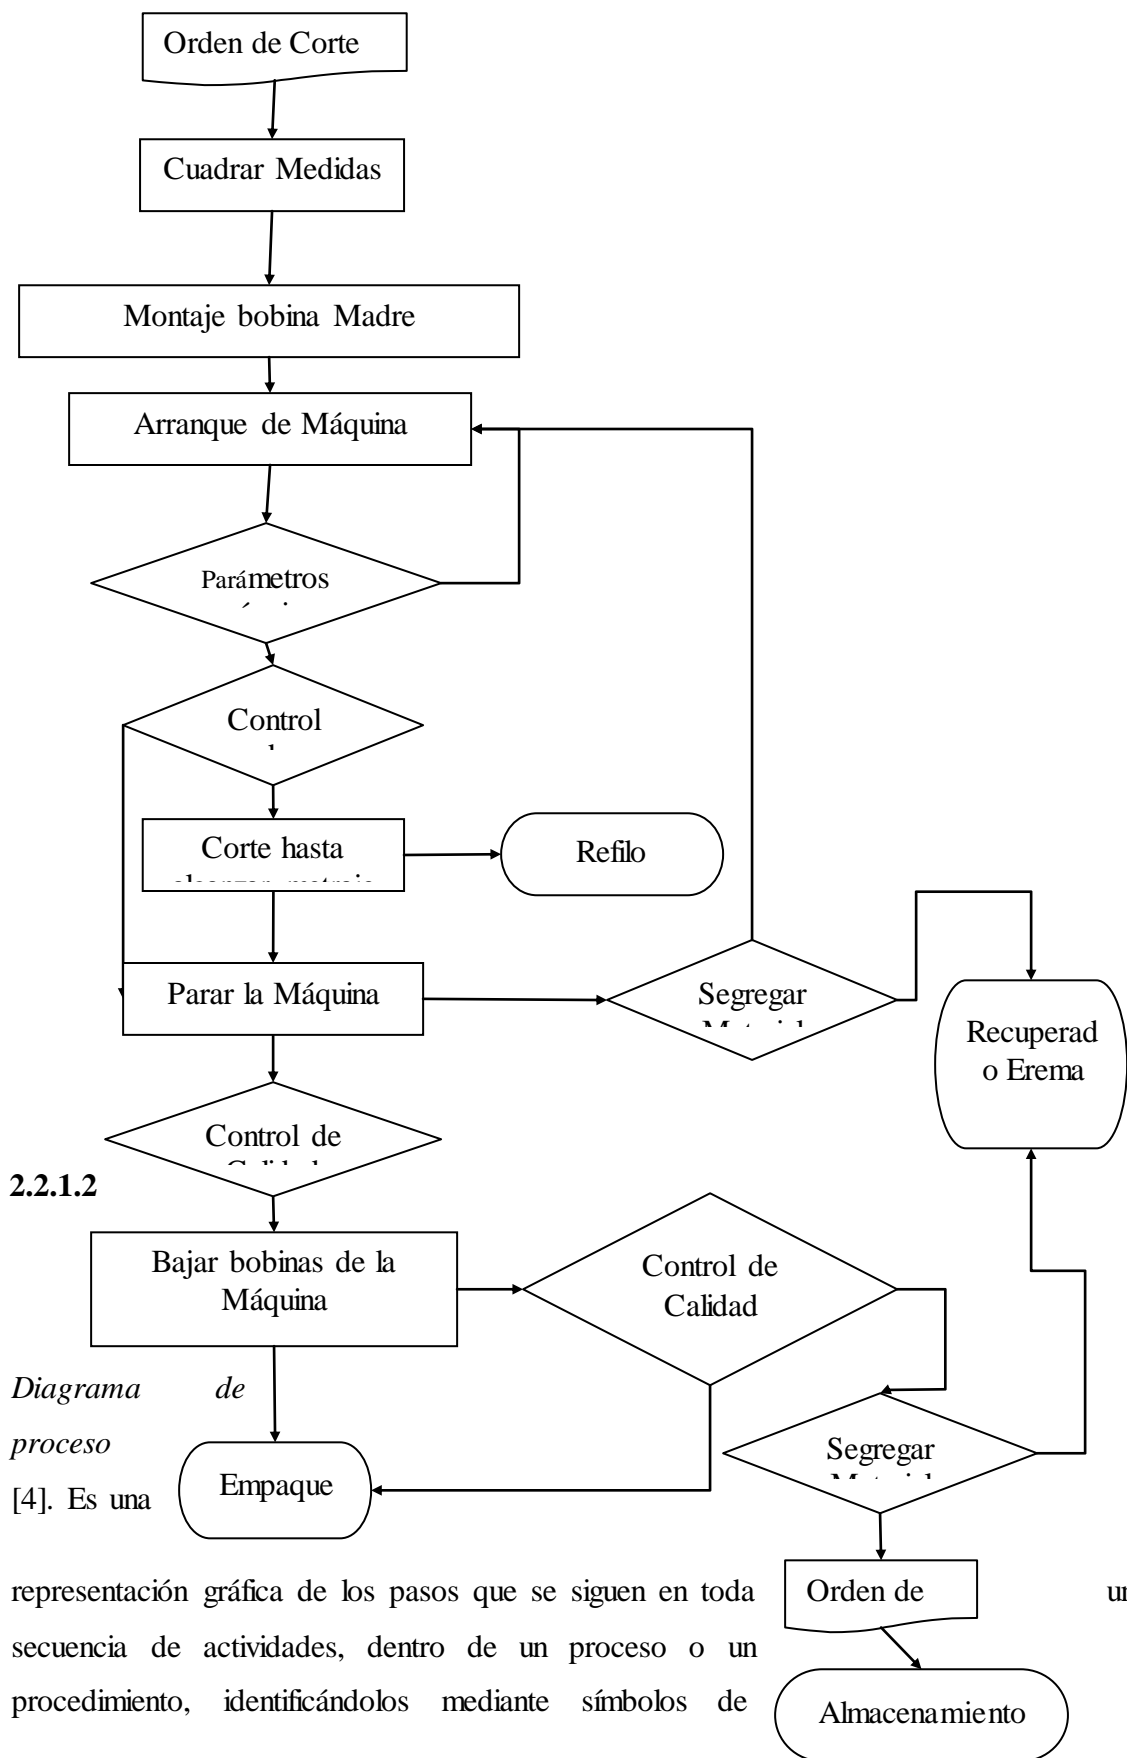 Orden de Corte
Cuadrar Medidas
Montaje bobina Madre
Arranque de Máquina
Parámetros
Control
Corte hasta
Refilo
Parar la Máquina
Segregar
Recuperad
o Erema
Control de
2.2.1.2
Bajar bobinas de la
Máquina
Control de
Calidad
Diagrama de
proceso
Segregar
Empaque
[4]. Es una
representación gráfica de los pasos que se siguen en toda
Orden de
secuencia de actividades, dentro de un proceso o un
procedimiento, identificándolos mediante símbolos de
Almacenamiento